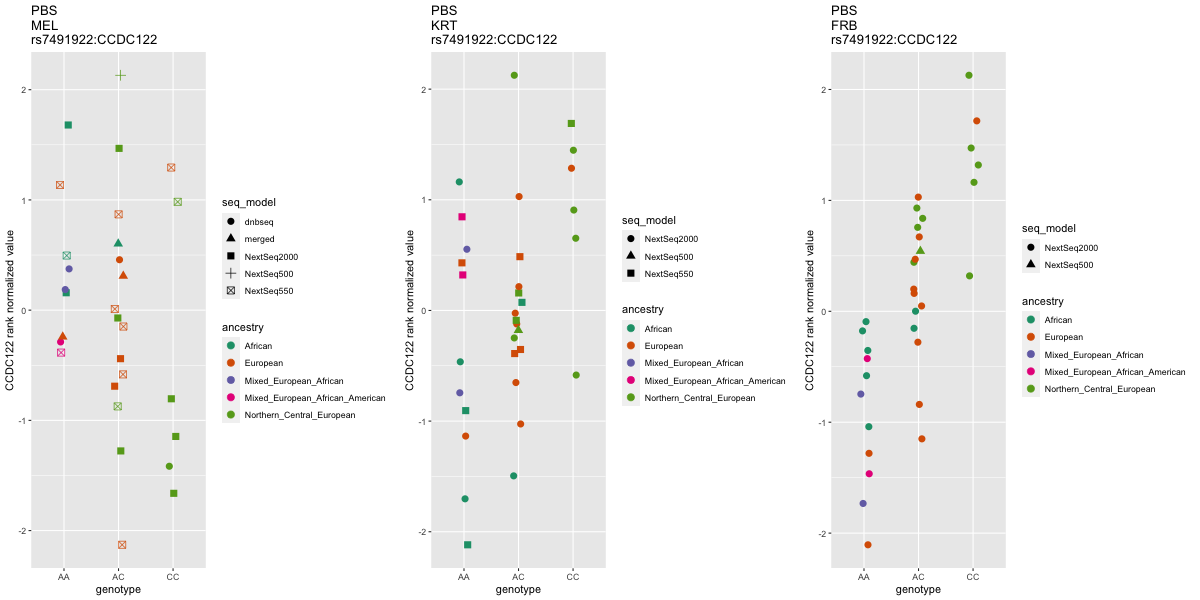 PBS
MEL
rs7491922:CCDC122
CCDC122 rank normalized value
2
1
0
-1
-2
AA
AC
CC
genotype
seq_model
dnbseq
merged
NextSeq2000
NextSeq500
NextSeq550
ancestry
African
European
Mixed_European_African
Mixed_European_African_American
Northern_Central_European
PBS
KRT
rs7491922:CCDC122
CCDC122 rank normalized value
2
1
0
-1
-2
AA
AC
CC
genotype
seq_model
NextSeq2000
NextSeq500
NextSeq550
ancestry
African
European
Mixed_European_African
Mixed_European_African_American
Northern_Central_European
PBS
FRB
rs7491922:CCDC122
CCDC122 rank normalized value
2
1
0
-1
-2
AA
AC
CC
genotype
seq_model
NextSeq2000
NextSeq500
ancestry
African
European
Mixed_European_African
Mixed_European_African_American
Northern_Central_European